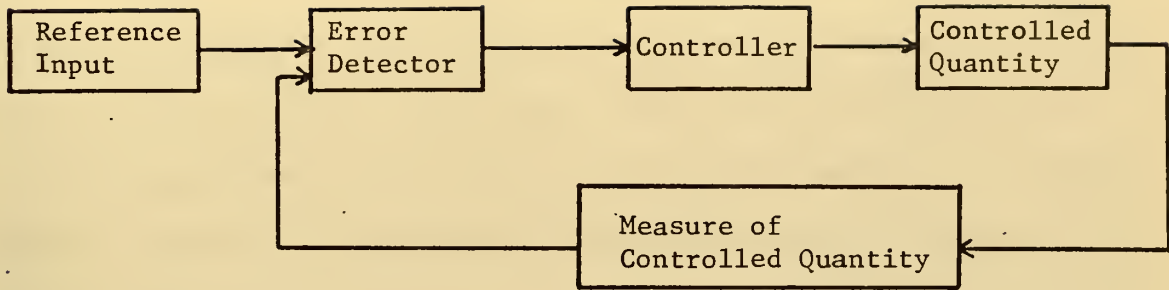 Reference
Input
Error
Detector
Controller
Controlled
Quantity
Measure of
Controlled Quantity